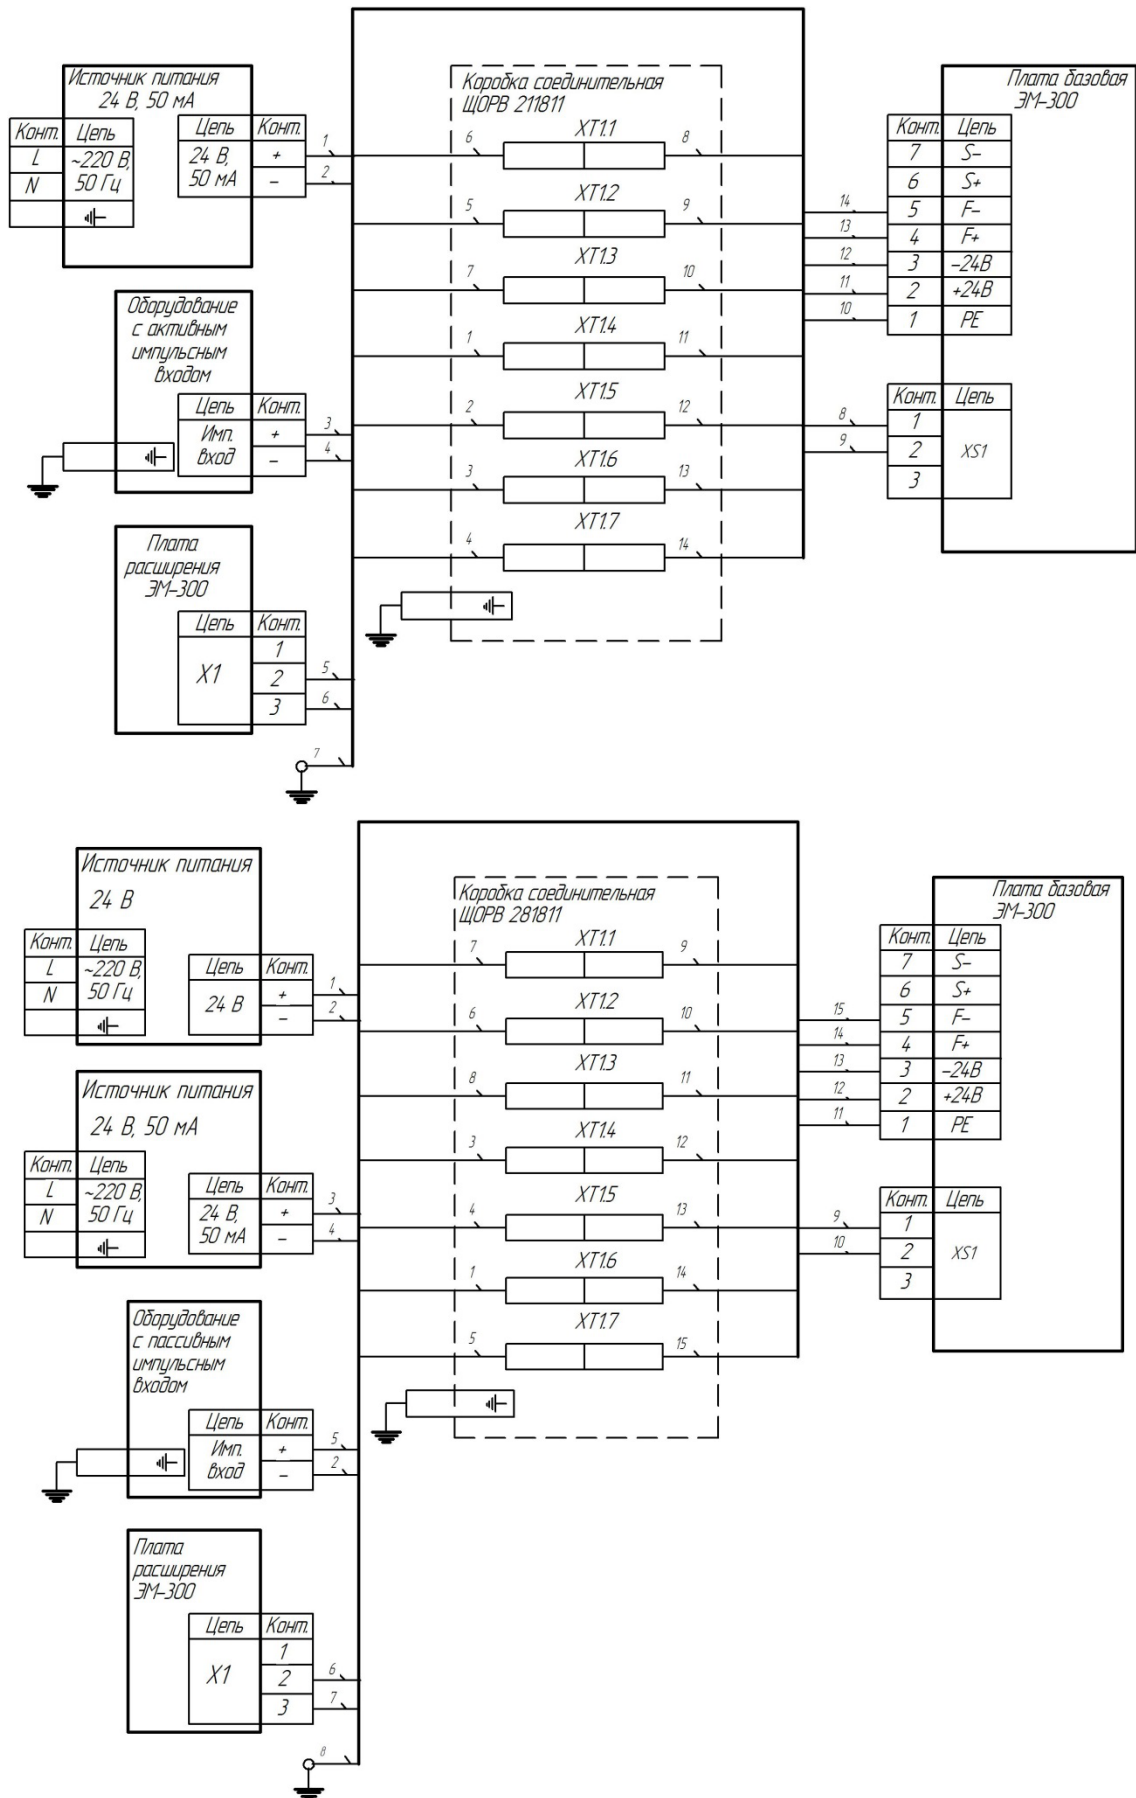 Источник питания
24 В, 50 мА
Конт. Цепь
L ~220 В,
N 50 Гц
Цепь Конт.
24 В, +
50 мА –
1
2
Оборудование
с активным
импульсным
входом
Цепь Конт.
Имп. +
вход –
3
4
Плата
расширения
ЭМ-300
Цепь Конт.
1
X1 2
3
5
6
7
Коробка соединительная
ЩОРВ 211811
XT1.1
6 8
XT1.2
5 9
XT1.3
7 10
XT1.4
1 11
XT1.5
2 12
XT1.6
3 13
XT1.7
4 14
Плата базовая
ЭМ-300
Конт. Цепь
7 S-
6 S+
14 5 F-
13 4 F+
12 3 -24В
11 2 +24В
10 1 PE
Конт. Цепь
8 1
9 2 XS1
3
Источник питания
24 В
Конт. Цепь
L ~220 В,
N 50 Гц
Цепь Конт.
24 В +
–
1
2
Источник питания
24 В, 50 мА
Конт. Цепь
L ~220 В,
N 50 Гц
Цепь Конт.
24 В, +
50 мА –
3
4
Оборудование
с пассивным
импульсным
входом
Цепь Конт.
Имп. +
вход –
5
2
Плата
расширения
ЭМ-300
Цепь Конт.
1
X1 2
3
6
7
8
Коробка соединительная
ЩОРВ 281811
XT1.1
7 9
XT1.2
6 10
XT1.3
8 11
XT1.4
3 12
XT1.5
4 13
XT1.6
1 14
XT1.7
5 15
Плата базовая
ЭМ-300
Конт. Цепь
7 S-
6 S+
15 5 F-
14 4 F+
13 3 -24В
12 2 +24В
11 1 PE
Конт. Цепь
9 1
10 2 XS1
3